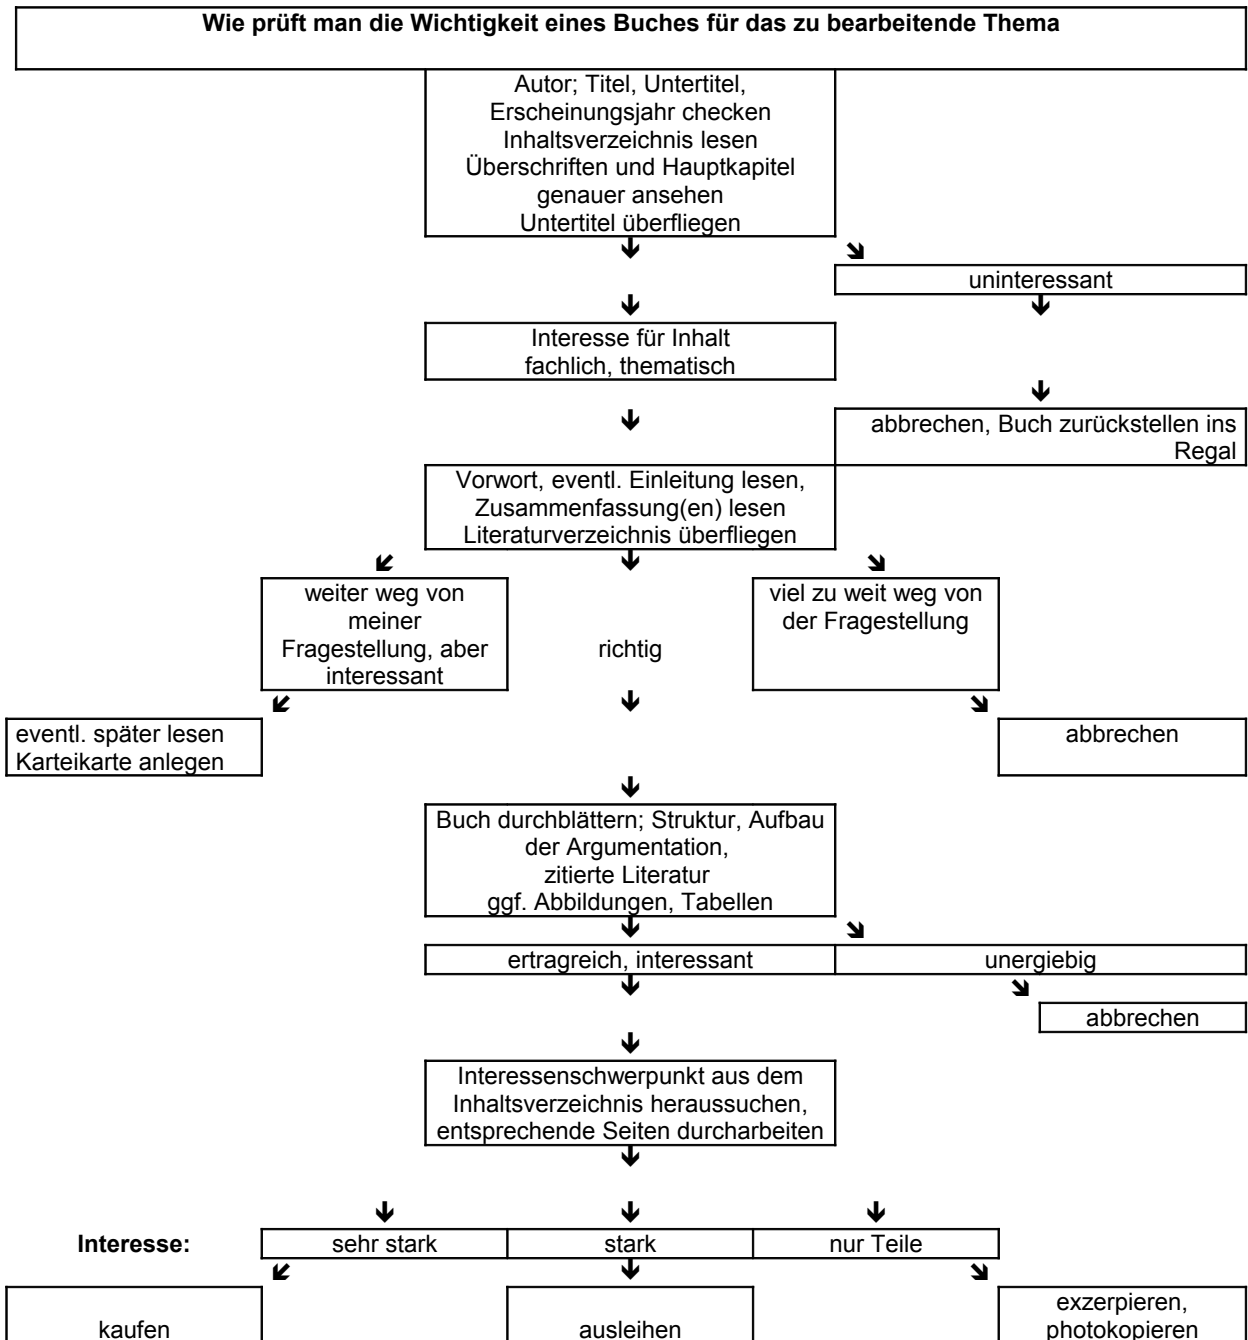 Wie prüft man die Wichtigkeit eines Buches für das zu bearbeitende Thema
Autor; Titel, Untertitel,
Erscheinungsjahr checken
Inhaltsverzeichnis lesen
Überschriften und Hauptkapitel
genauer ansehen
Untertitel überfliegen
uninteressant
Interesse für Inhalt
fachlich, thematisch
abbrechen, Buch zurückstellen ins
Regal
Vorwort, eventl. Einleitung lesen,
Zusammenfassung(en) lesen
Literaturverzeichnis überfliegen
weiter weg von
meiner
Fragestellung, aber
interessant
richtig
viel zu weit weg von
der Fragestellung
eventl. später lesen
Karteikarte anlegen
abbrechen
Buch durchblättern; Struktur, Aufbau
der Argumentation,
zitierte Literatur
ggf. Abbildungen, Tabellen
ertragreich, interessant
unergiebig
abbrechen
Interessenschwerpunkt aus dem
Inhaltsverzeichnis heraussuchen,
entsprechende Seiten durcharbeiten
Interesse:
sehr stark
stark
nur Teile
kaufen
ausleihen
exzerpieren,
photokopieren